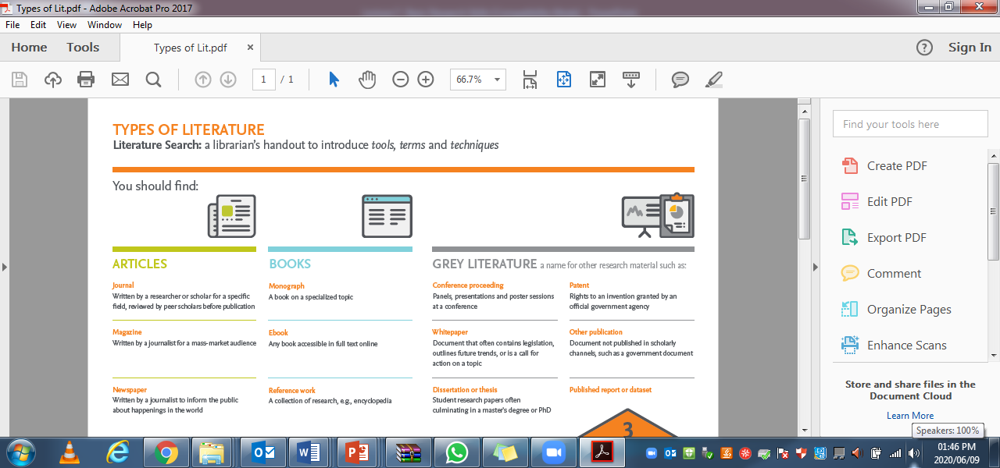 Types of Lit.pdf - Adobe Acrobat Pro 2017
File Edit View Window Help
Home Tools Types of Lit.pdf × ? Sign In
1 / 1 66.7%
TYPES OF LITERATURE
Literature Search: a librarian's handout to introduce tools, terms and techniques
You should find:
ARTICLES
Journal
Written by a researcher or scholar for a specific
field, reviewed by peer scholars before publication
Magazine
Written by a journalist for a mass-market audience
Newspaper
Written by a journalist to inform the public
about happenings in the world
BOOKS
Monograph
A book on a specialized topic
Ebook
Any book accessible in full text online
Reference work
A collection of research, e.g., encyclopedia
GREY LITERATURE a name for other research material such as:
Conference proceeding
Panels, presentations and poster sessions
at a conference
Whitepaper
Document that often contains legislation,
outlines future trends, or is a call for
action on a topic
Dissertation or thesis
Student research papers often
culminating in a master's degree or PhD
Patent
Rights to an invention granted by an
official government agency
Other publication
Document not published in scholarly
channels, such as a government document
Published report or dataset
3
Find your tools here
Create PDF
Edit PDF
Export PDF
Comment
Organize Pages
Enhance Scans
Store and share files in the
Document Cloud
Learn More
Speakers: 100%
01:46 PM
2020/06/09